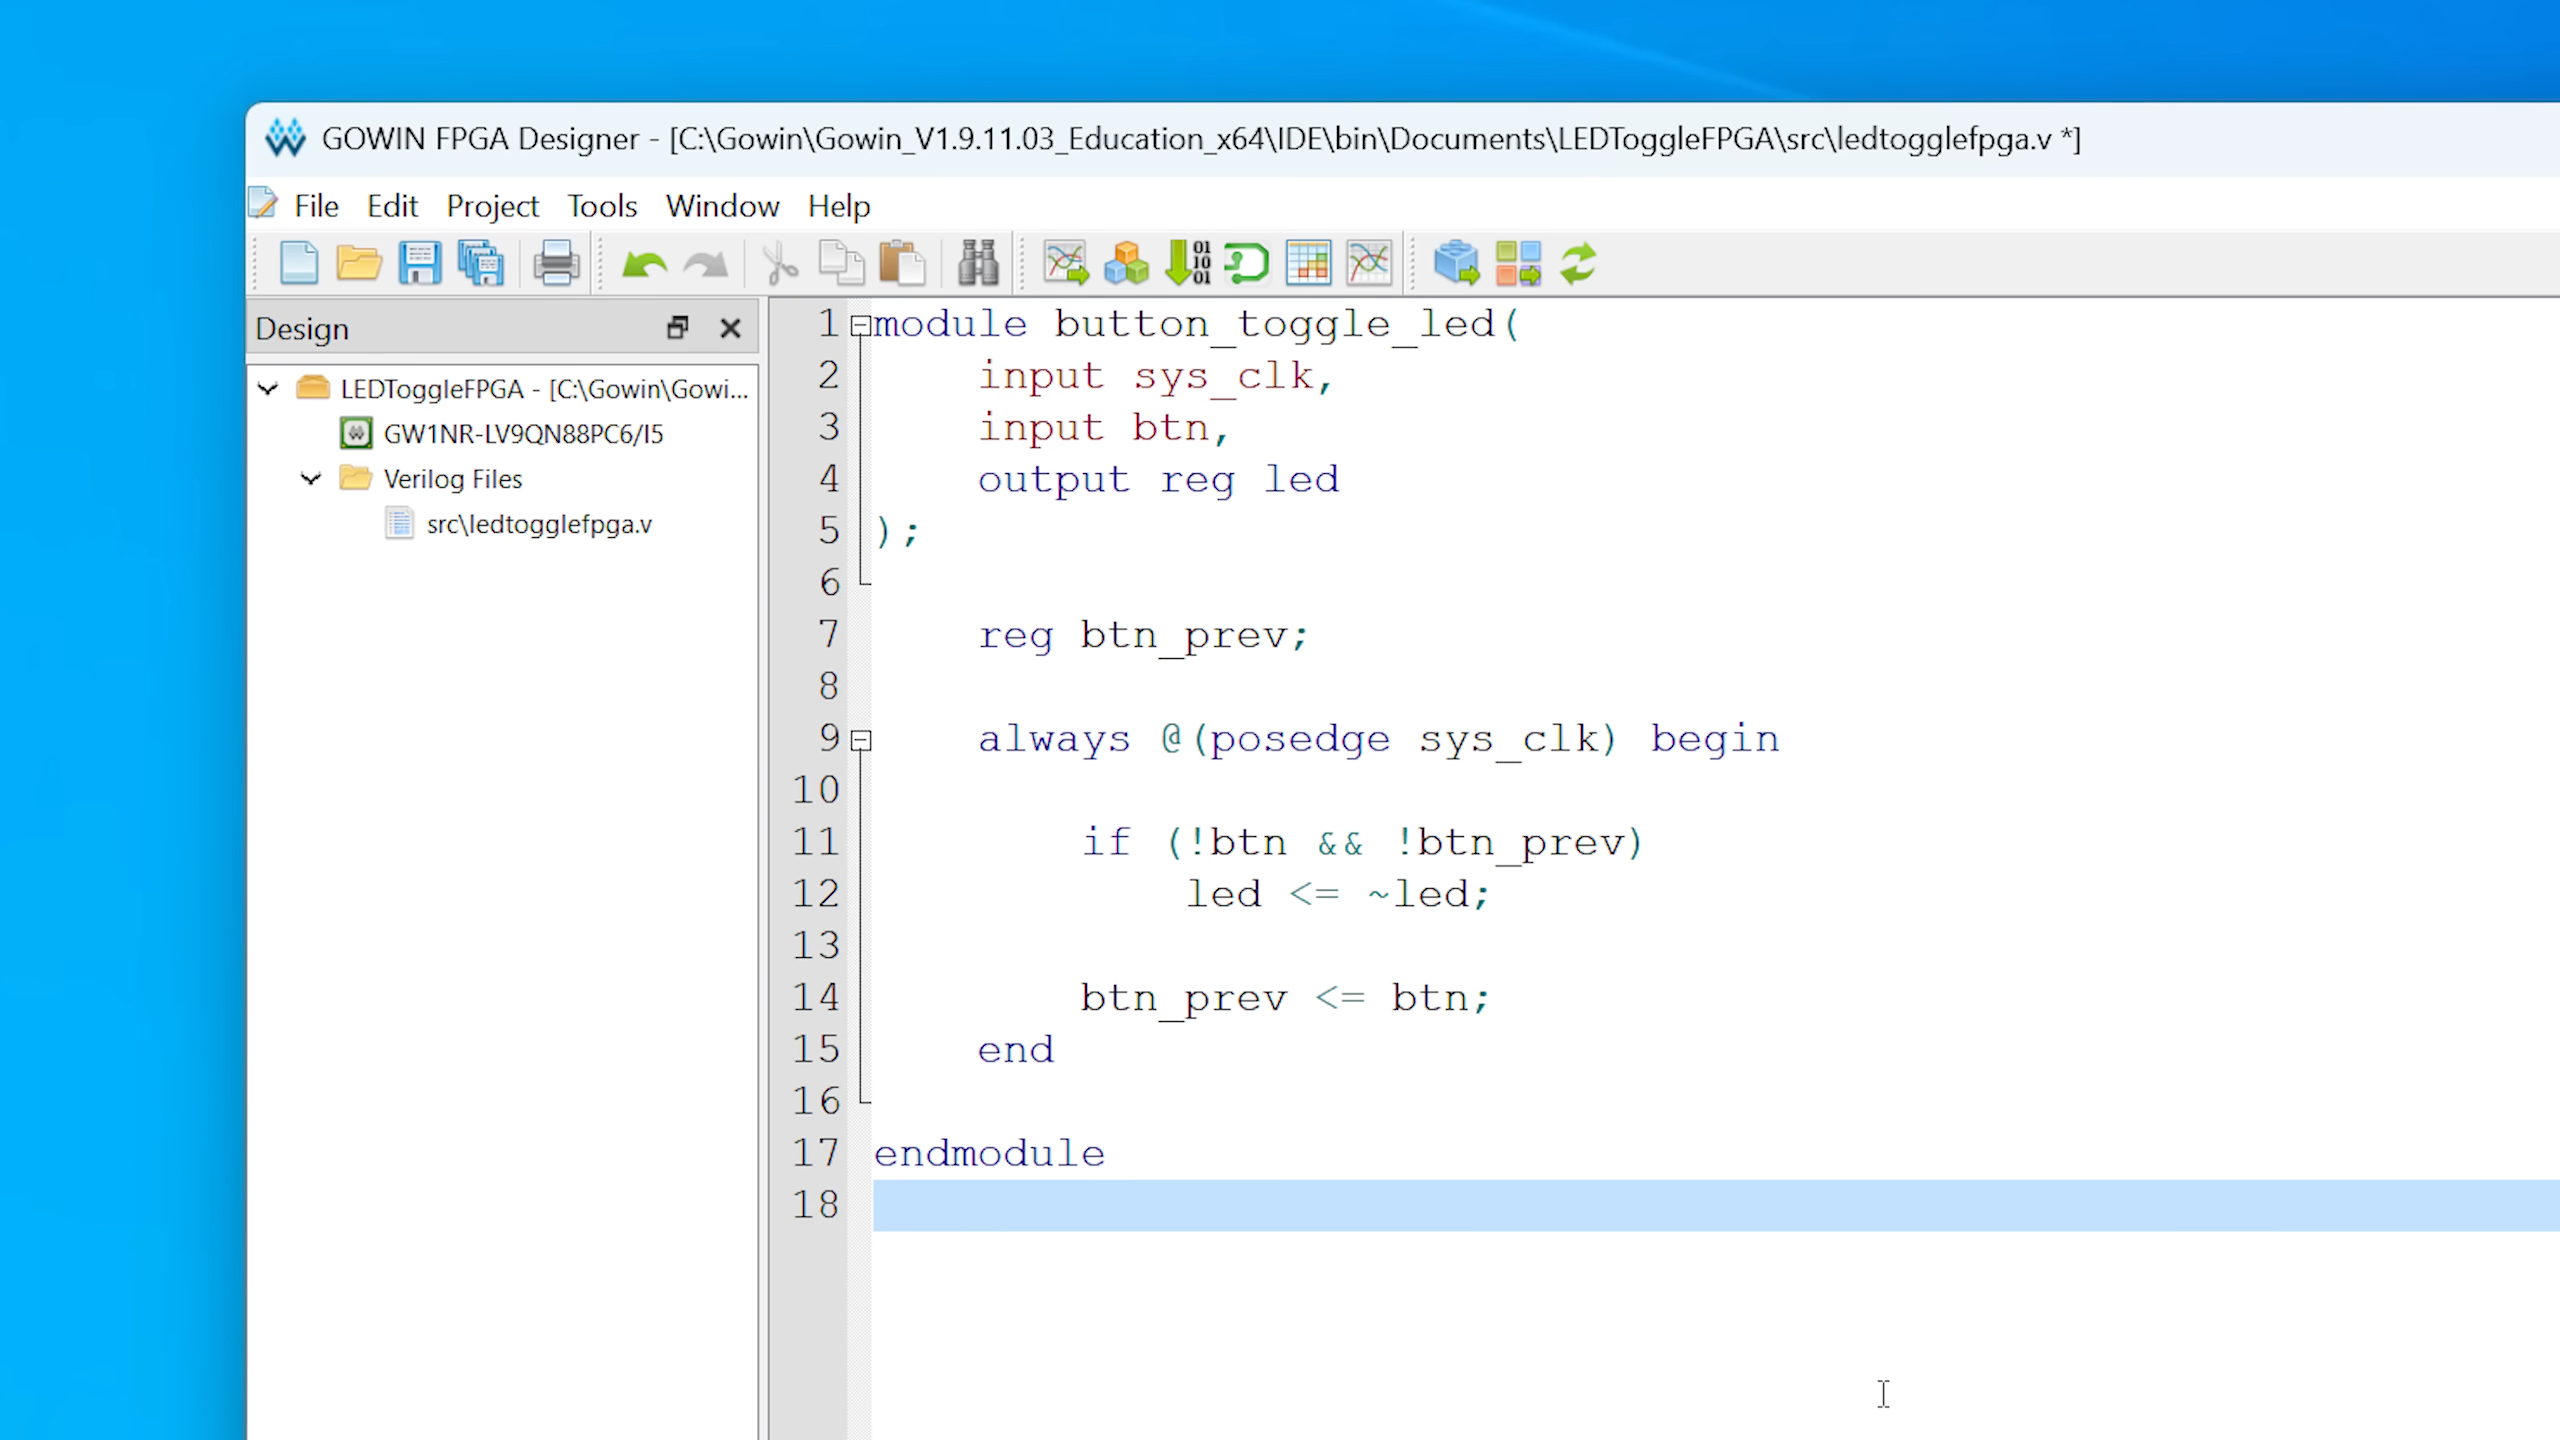 GOWIN FPGA Designer - [C:\Gowin\Gowin_V1.9.11.03_Education_x64\IDE\bin\Documents\LEDToggleFPGA\src\ledtogglefpga.v *]
File Edit Project Tools Window Help
01
10
01
Design
LEDToggleFPGA - [C:\Gowin\Gowi...
GW1NR-LV9QN88PC6/I5
Verilog Files
src\ledtogglefpga.v
1 module button_toggle_led(
2     input sys_clk,
3     input btn,
4     output reg led
5 );
6
7     reg btn_prev;
8
9     always @(posedge sys_clk) begin
10
11         if (!btn && !btn_prev)
12             led <= ~led;
13
14         btn_prev <= btn;
15     end
16
17 endmodule
18